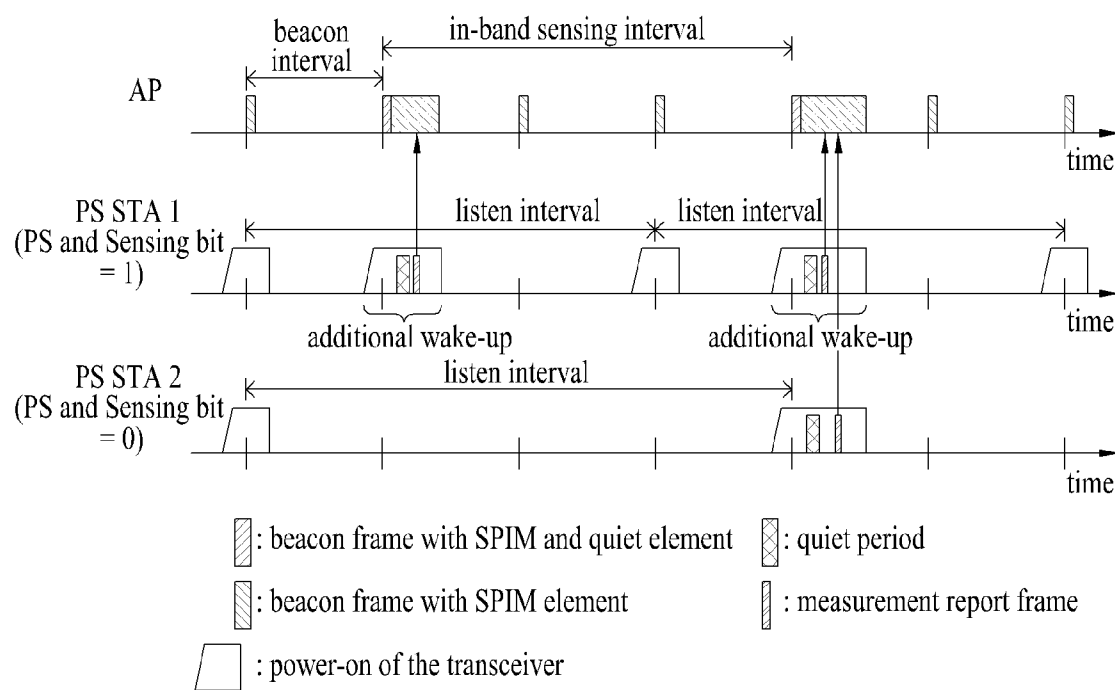 beacon
interval
in-band sensing interval
AP
time
PS STA 1
(PS and Sensing bit
= 1)
listen interval
listen interval
additional wake-up
additional wake-up
time
PS STA 2
(PS and Sensing bit
= 0)
listen interval
time
: beacon frame with SPIM and quiet element
: quiet period
: beacon frame with SPIM element
: measurement report frame
: power-on of the transceiver